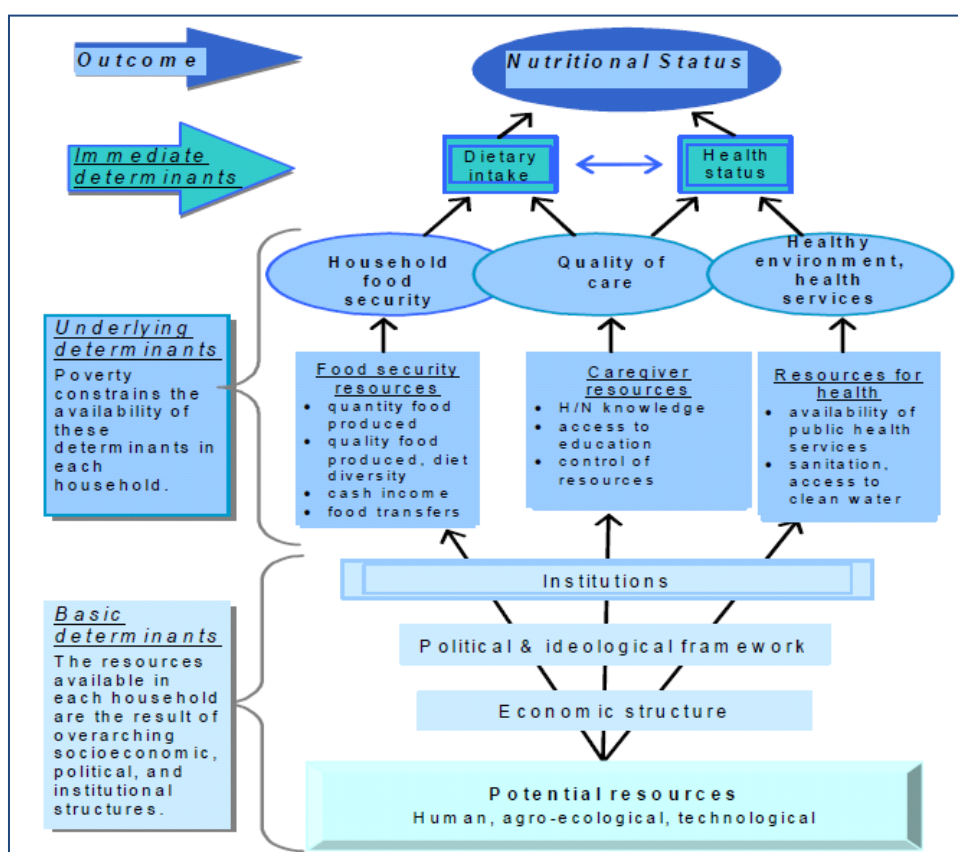 Outcome
Nutritional Status
Immediate
determinants
Dietary
intake
Health
status
Household
food
security
Quality of
care
Healthy
environment,
health
services
Underlying
determinants
Poverty
constrains the
availability of
these
determinants in
each
household.
Food security
resources
• quantity food
produced
• quality food
produced, diet
diversity
• cash income
• food transfers
Caregiver
resources
• H/N knowledge
• access to
education
• control of
resources
Resources
for health
• availability of
public health
services
• sanitation,
access to
clean water
Institutions
Political & ideological framework
Economic structure
Basic
determinants
The resources
available in
each household
are the result of
overarching
socioeconomic,
political, and
institutional
structures.
Potential resources
Human, agro-ecological, technological